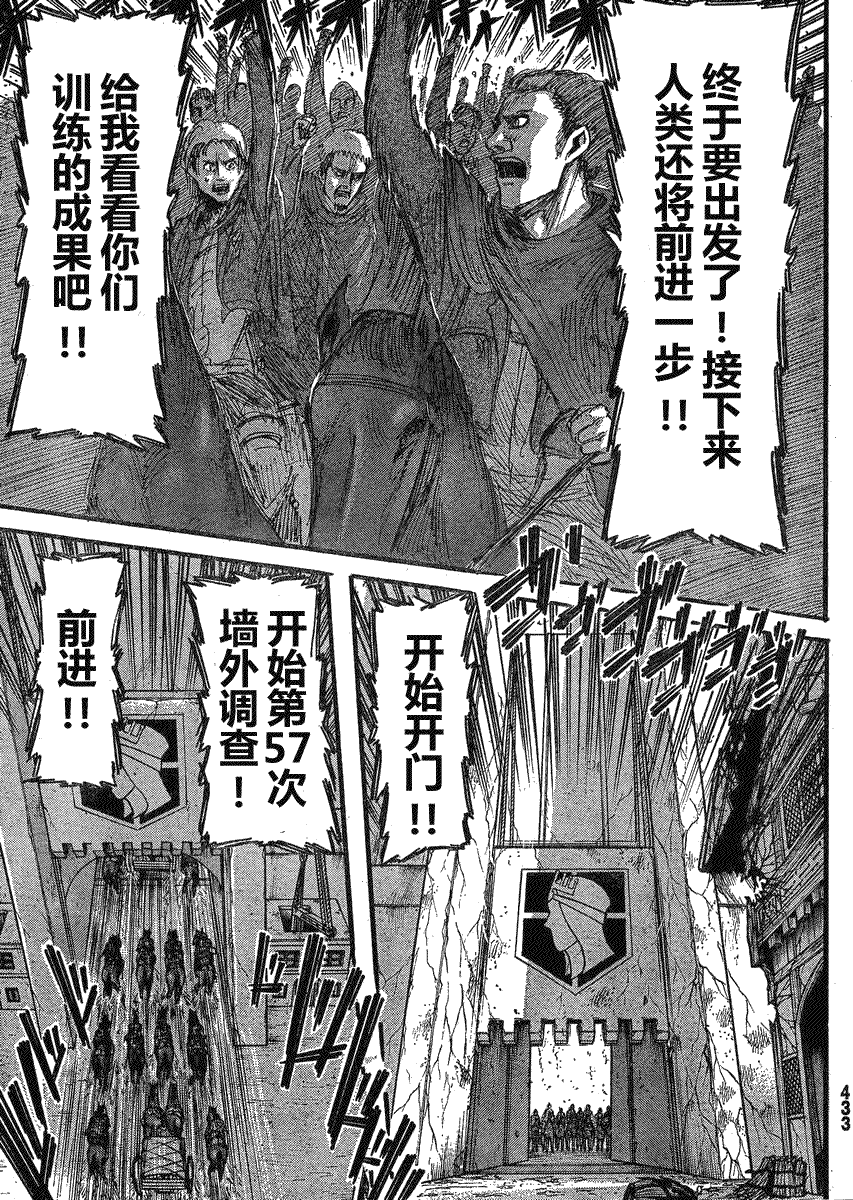 终于要出发了！接下来
人类还将前进一步！！
给我看看你们
训练的成果吧！！
开始开门！！
开始第57次
墙外调查！
前进！！
433